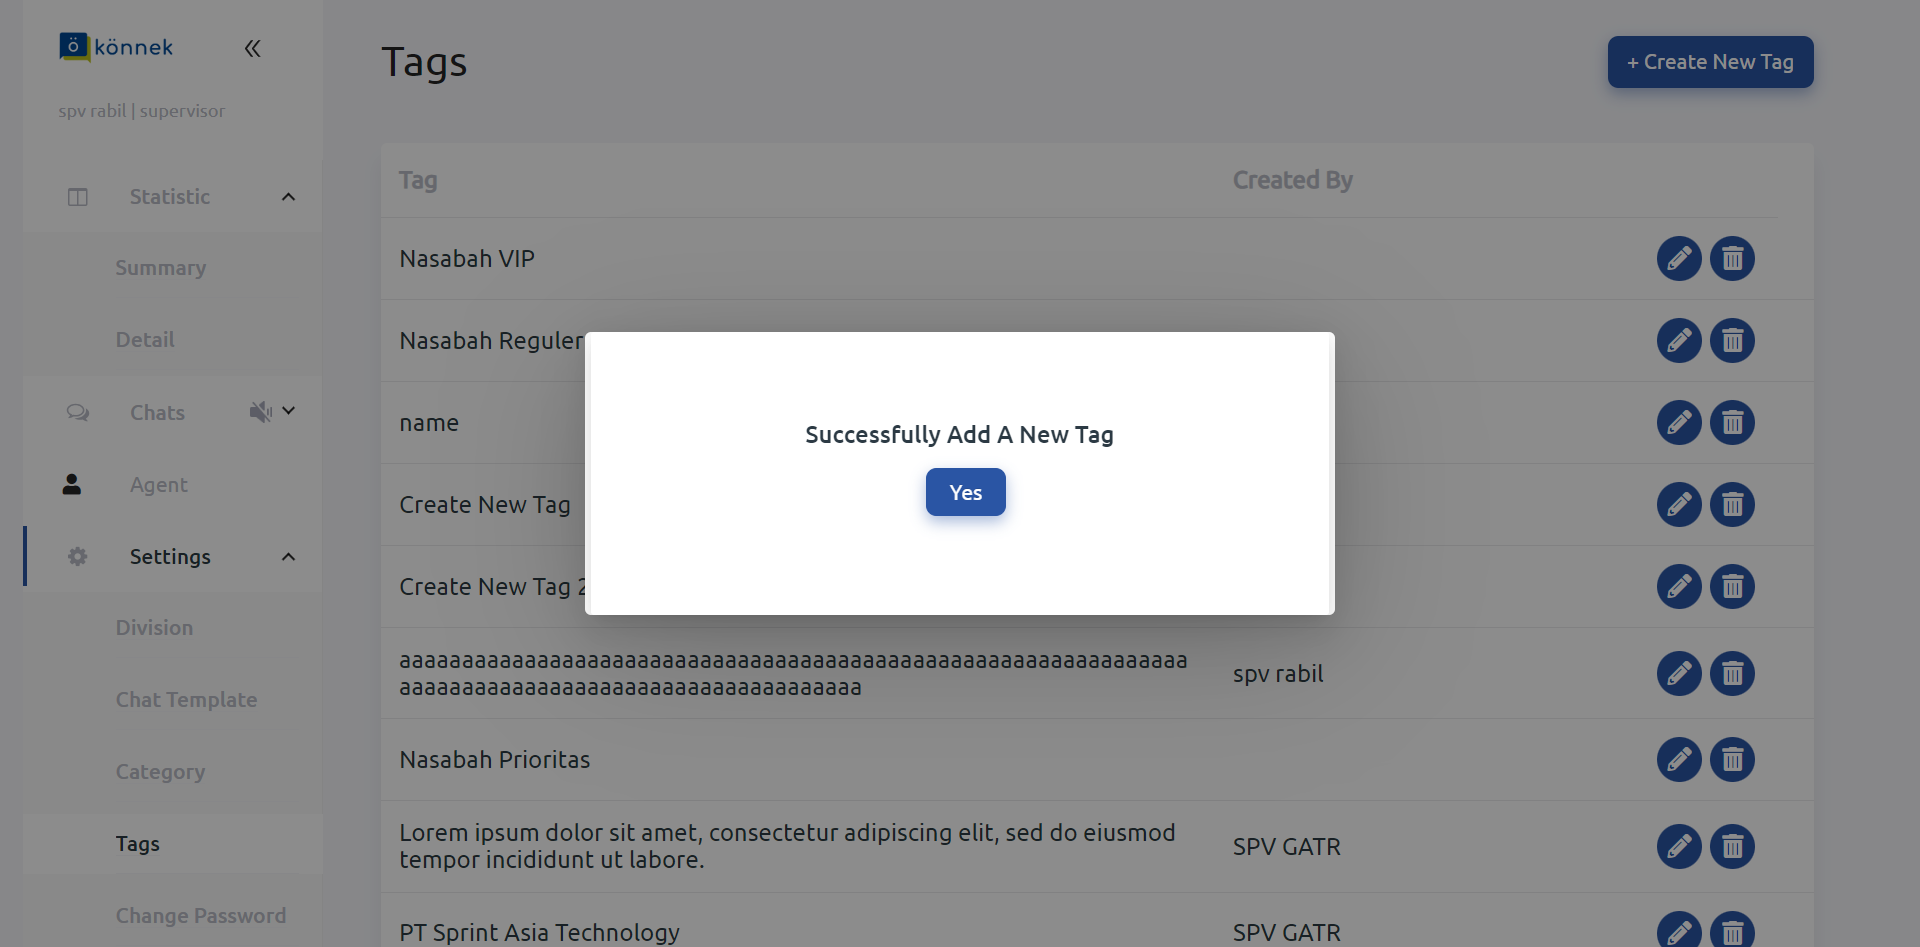 könnek
spv rabil | supervisor
Statistic
Summary
Detail
Chats
Agent
Settings
Division
Chat Template
Category
Tags
Change Password
Tags
+ Create New Tag
Tag
Created By
Nasabah VIP
Nasabah Reguler
name
Create New Tag
Create New Tag 2
aaaaaaaaaaaaaaaaaaaaaaaaaaaaaaaaaaaaaaaaaaaaaaaaaaaaaaaaaaaaaaa
aaaaaaaaaaaaaaaaaaaaaaaaaaaaaaaaaaaaa
spv rabil
Nasabah Prioritas
Lorem ipsum dolor sit amet, consectetur adipiscing elit, sed do eiusmod
tempor incididunt ut labore.
SPV GATR
PT Sprint Asia Technology
SPV GATR
Successfully Add A New Tag
Yes